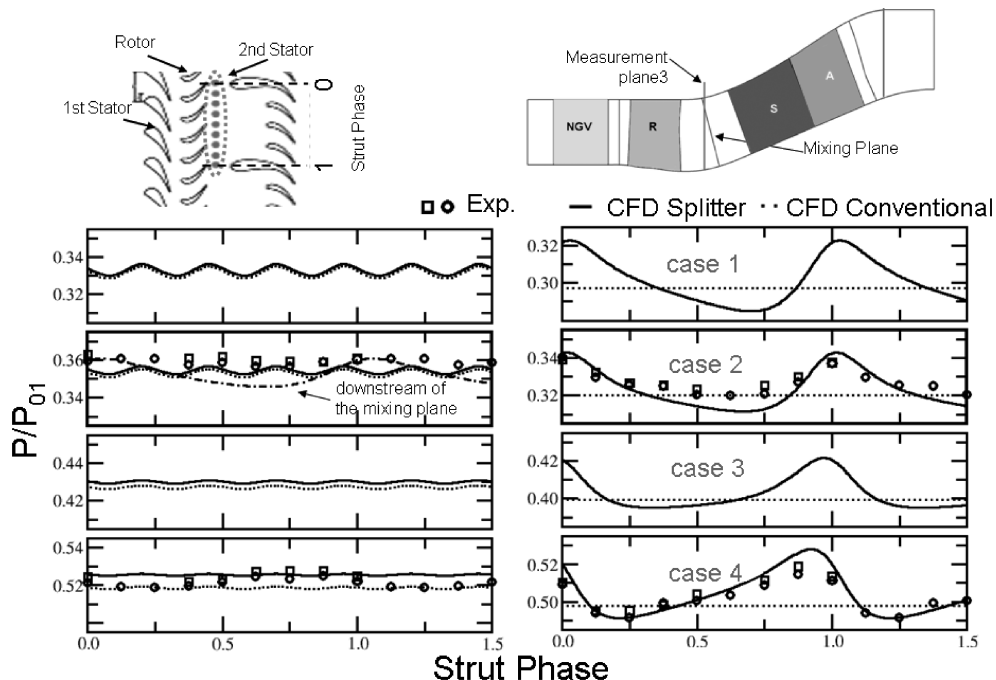 Rotor
2nd Stator
1st Stator
0
1
Strut Phase
Measurement
plane3
NGV
R
S
A
Mixing Plane
Exp.
CFD Splitter
CFD Conventional
P/P01
0.34
0.32
0.36
0.34
downstream of
the mixing plane
0.44
0.42
0.54
0.52
0.0
0.5
1.0
1.5
0.32
0.30
case 1
0.34
0.32
case 2
0.42
0.40
case 3
0.52
0.50
case 4
0.0
0.5
1.0
1.5
Strut Phase